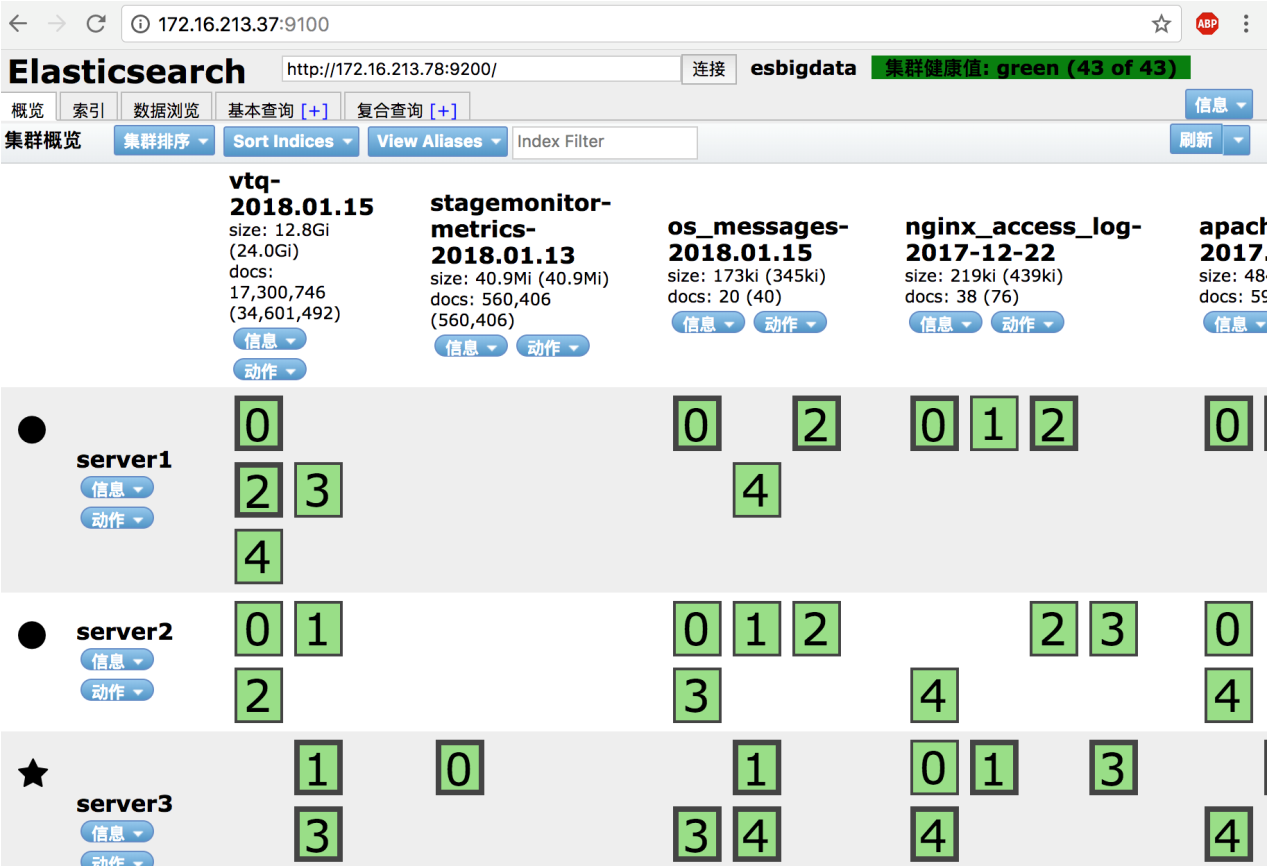 172.16.213.37:9100
ABP
Elasticsearch http://172.16.213.78:9200/ 连接 esbigdata 集群健康值: green (43 of 43)
概览 索引 数据浏览 基本查询 [+] 复合查询 [+] 信息
集群概览 集群排序 Sort Indices View Aliases Index Filter 刷新
vtq-
2018.01.15
size: 12.8Gi
(24.0Gi)
docs:
17,300,746
(34,601,492)
信息
动作
stagemonitor-
metrics-
2018.01.13
size: 40.9Mi (40.9Mi)
docs: 560,406
(560,406)
信息 动作
os_messages-
2018.01.15
size: 173ki (345ki)
docs: 20 (40)
信息 动作
nginx_access_log-
2017-12-22
size: 219ki (439ki)
docs: 38 (76)
信息 动作
apach
2017.
size: 48
docs: 59
信息
server1
信息
动作
0 0 2 0 1 2 0
2 3 4
4
server2
信息
动作
0 1 0 1 2 2 3 0
2 3 4 4
server3
信息
动作
1 0 1 0 1 3
3 3 4 4 4